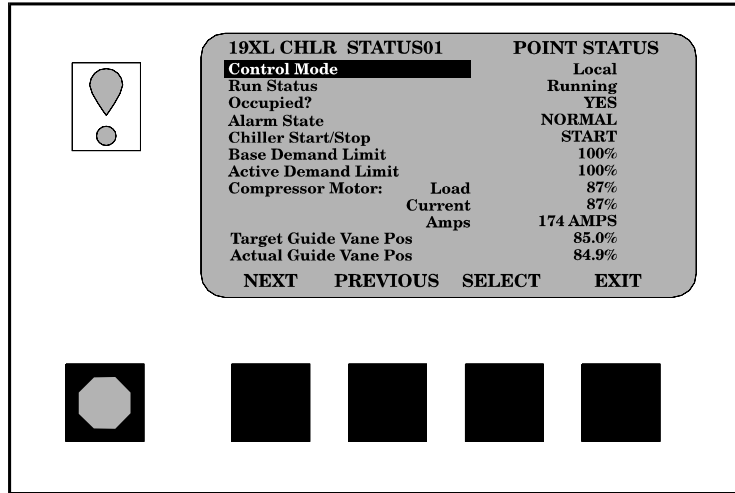 19XL CHLR STATUS01 POINT STATUS
Control Mode Local
Run Status Running
Occupied? YES
Alarm State NORMAL
Chiller Start/Stop START
Base Demand Limit 100%
Active Demand Limit 100%
Compressor Motor: Load 87%
Current 87%
Amps 174 AMPS
Target Guide Vane Pos 85.0%
Actual Guide Vane Pos 84.9%
NEXT PREVIOUS SELECT EXIT